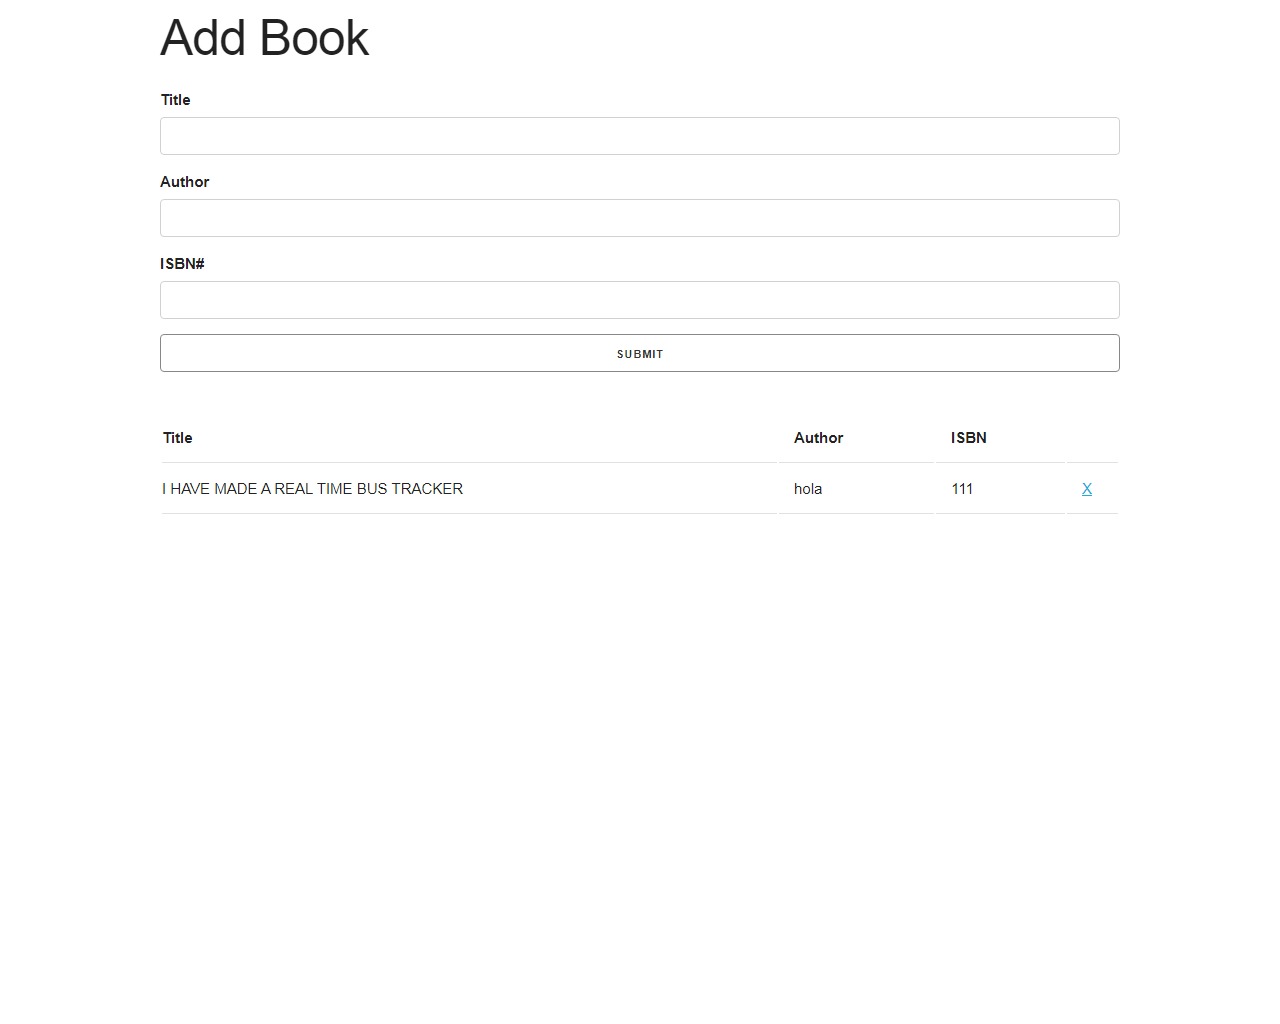 Add Book
Title
Author
ISBN#
SUBMIT
Title Author ISBN
I HAVE MADE A REAL TIME BUS TRACKER hola 111 X